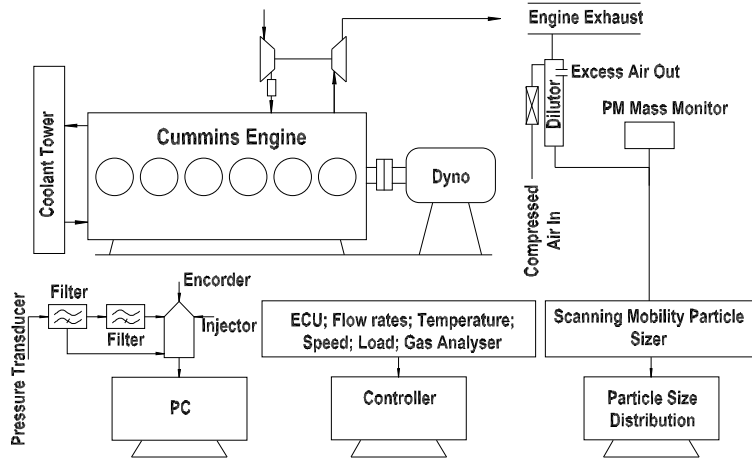 Engine Exhaust
Excess Air Out
Dilutor
PM Mass Monitor
Compressed
Air In
Coolant Tower
Cummins Engine
Dyno
Pressure Transducer
Filter
Filter
Encorder
Injector
PC
ECU; Flow rates; Temperature;
Speed; Load; Gas Analyser
Controller
Scanning Mobility Particle
Sizer
Particle Size
Distribution